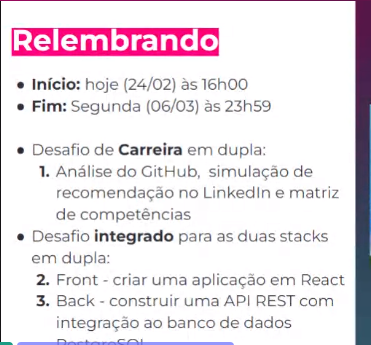 Relembrando
● Início: hoje (24/02) às 16h00
● Fim: Segunda (06/03) às 23h59
● Desafio de Carreira em dupla:
1. Análise do GitHub, simulação de
recomendação no LinkedIn e matriz
de competências
● Desafio integrado para as duas stacks
em dupla:
2. Front - criar uma aplicação em React
3. Back - construir uma API REST com
integração ao banco de dados
PostgreSQL